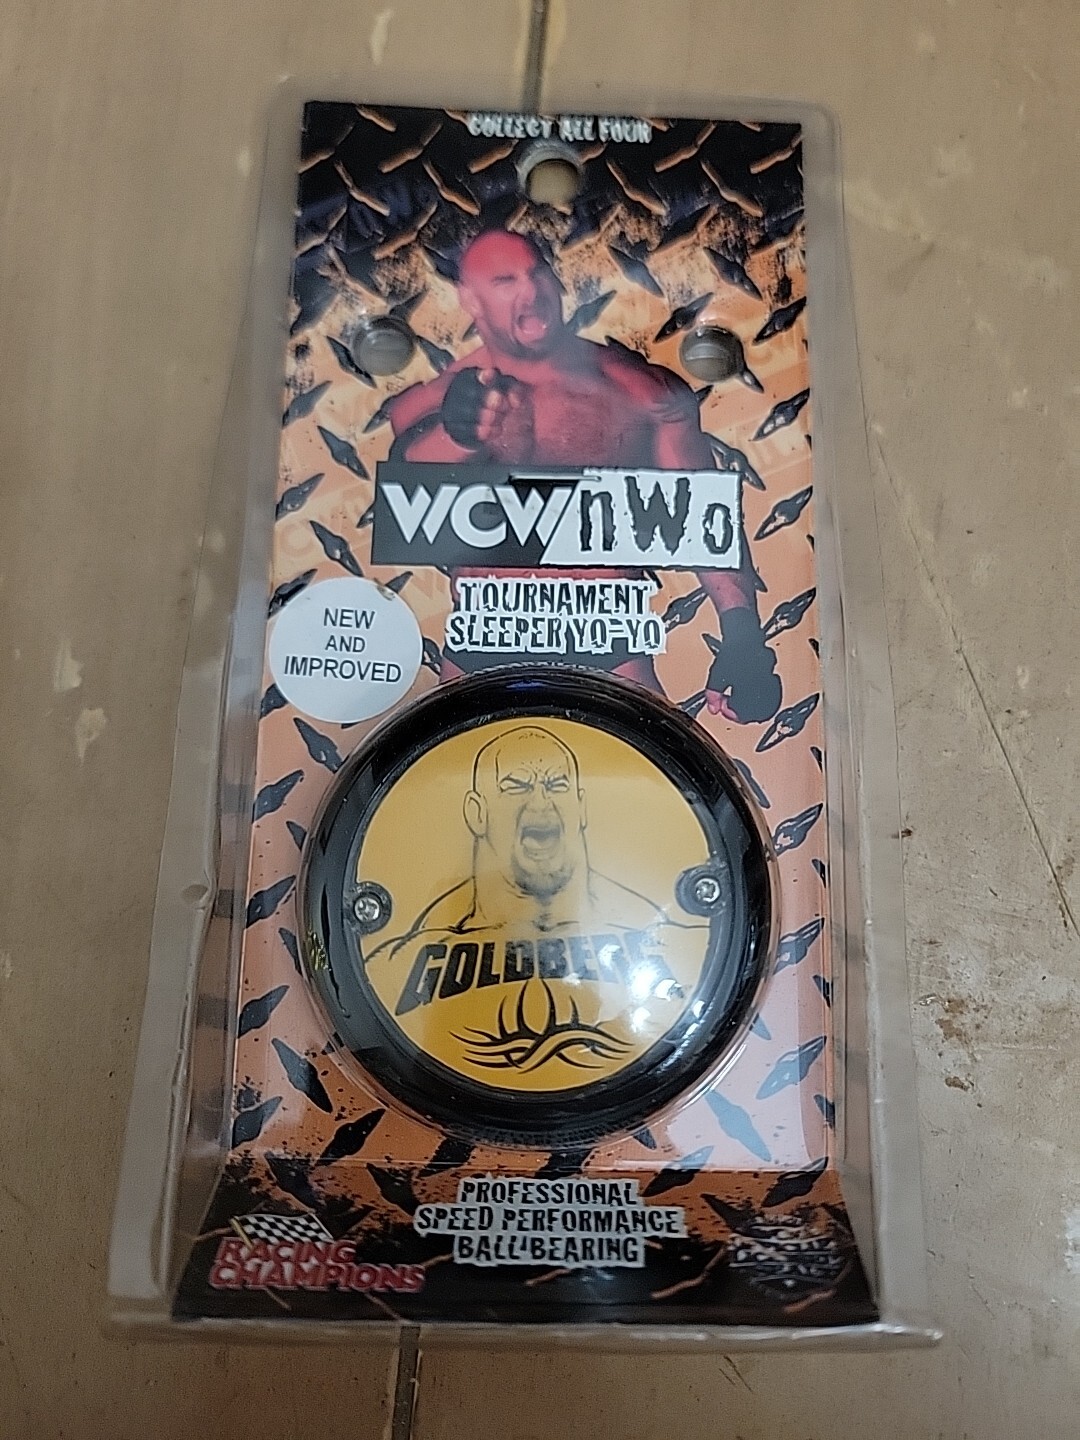 COLLECT ALL FOUR
WCW/nWo
TOURNAMENT
SLEEPER YO-YO
NEW
AND
IMPROVED
GOLDBERG
PROFESSIONAL
SPEED PERFORMANCE
BALL BEARING
RACING
CHAMPIONS